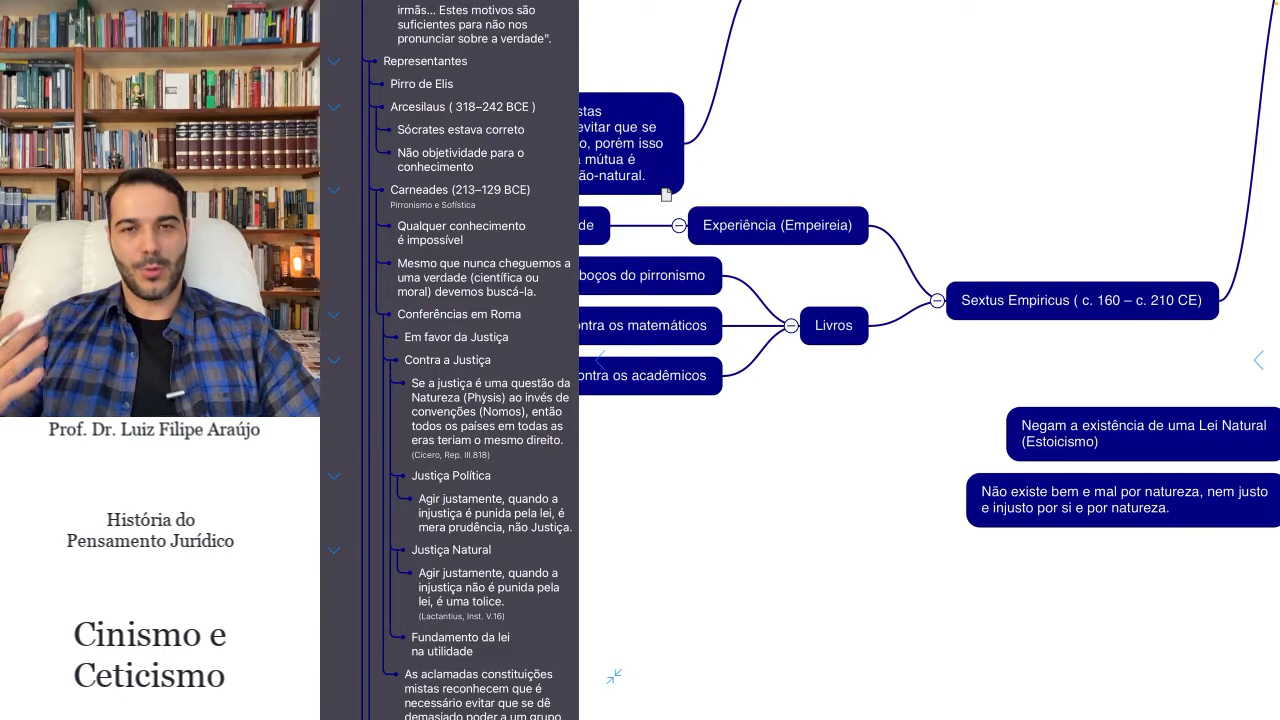 Prof. Dr. Luiz Filipe Araújo
História do
Pensamento Jurídico
Cinismo e
Ceticismo
irmãs... Estes motivos são
suficientes para não nos
pronunciar sobre a verdade".
Representantes
Pirro de Elis
Arcesilaus ( 318–242 BCE )
Sócrates estava correto
Não objetividade para o
conhecimento
Carneades (213–129 BCE)
Pirronismo e Sofística
Qualquer conhecimento
é impossível
Mesmo que nunca cheguemos a
uma verdade (científica ou
moral) devemos buscá-la.
Conferências em Roma
Em favor da Justiça
Contra a Justiça
Se a justiça é uma questão da
Natureza (Physis) ao invés de
convenções (Nomos), então
todos os países em todas as
eras teriam o mesmo direito.
(Cicero, Rep. III.818)
Justiça Política
Agir justamente, quando a
injustiça é punida pela lei, é
mera prudência, não Justiça.
Justiça Natural
Agir justamente, quando a
injustiça não é punida pela
lei, é uma tolice.
(Lactantius, Inst. V.16)
Fundamento da lei
na utilidade
As aclamadas constituições
mistas reconhecem que é
necessário evitar que se dê
demasiado poder a um grupo
stas
evitar que se
o, porém isso
a mútua é
ão-natural.
de
Experiência (Empeireia)
boços do pirronismo
ontra os matemáticos
ontra os acadêmicos
Livros
Sextus Empiricus ( c. 160 – c. 210 CE)
Negam a existência de uma Lei Natural
(Estoicismo)
Não existe bem e mal por natureza, nem justo
e injusto por si e por natureza.